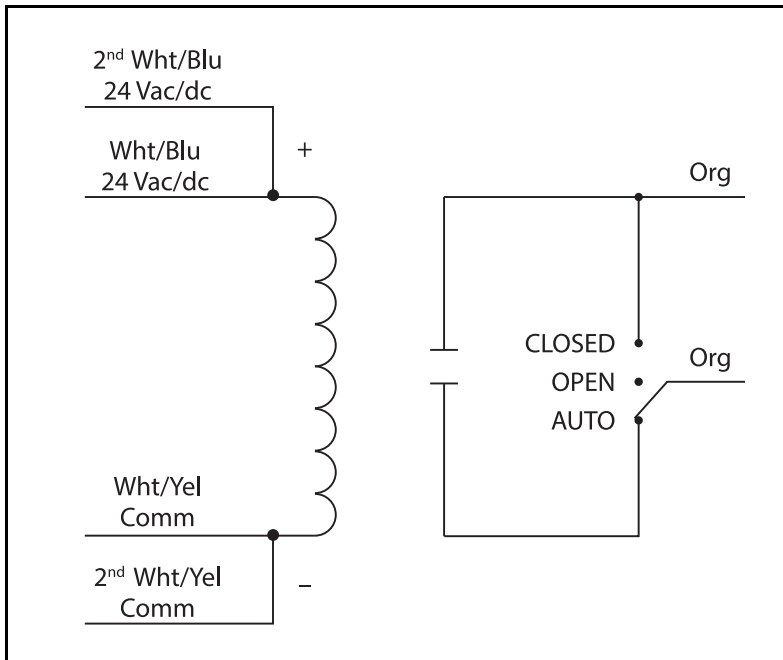 2nd Wht/Blu
24 Vac/dc
Wht/Blu
24 Vac/dc
+
Org
CLOSED
OPEN
AUTO
Org
Wht/Yel
Comm
2nd Wht/Yel
Comm
–